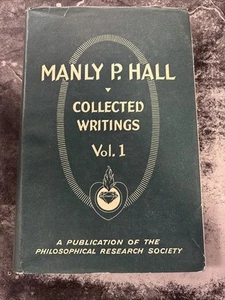 MANLY P. HALL
COLLECTED
WRITINGS
Vol. 1
A PUBLICATION OF THE
PHILOSOPHICAL RESEARCH SOCIETY